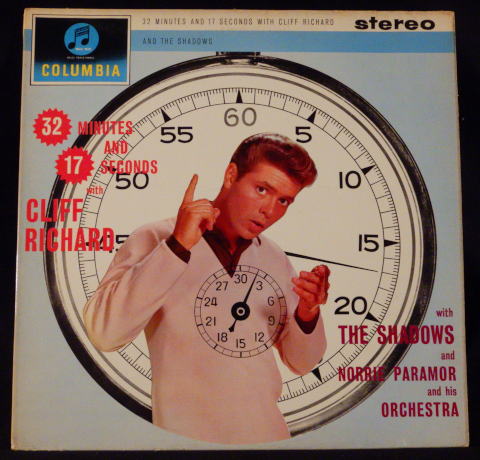 32 MINUTES AND 17 SECONDS WITH CLIFF RICHARD
stereo
AND THE SHADOWS
COLUMBIA
32 MINUTES
AND
17 SECONDS
with
CLIFF
RICHARD
60
55
5
50
10
45
15
20
30
27
3
24
6
21
9
18
15
12
with
THE SHADOWS
and
NORRIE PARAMOR
and his
ORCHESTRA